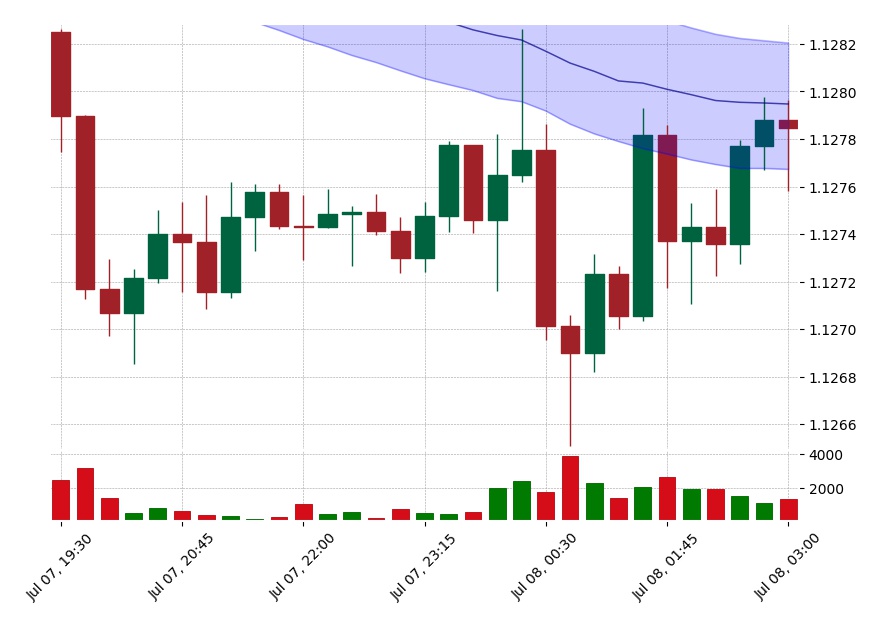 1.1282
1.1280
1.1278
1.1276
1.1274
1.1272
1.1270
1.1268
1.1266
4000
2000
Jul 07, 19:30
Jul 07, 20:45
Jul 07, 22:00
Jul 07, 23:15
Jul 08, 00:30
Jul 08, 01:45
Jul 08, 03:00